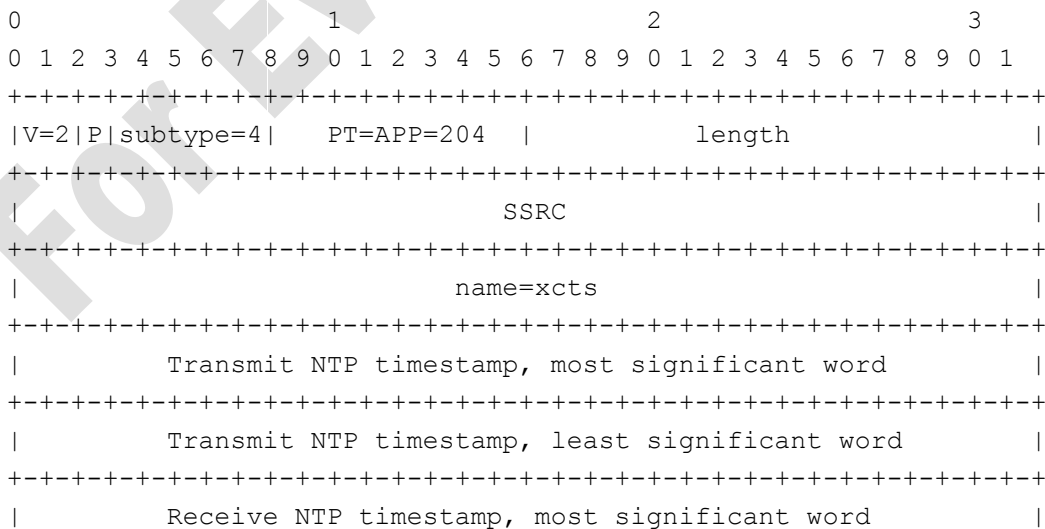 0                   1                   2                   3
0 1 2 3 4 5 6 7 8 9 0 1 2 3 4 5 6 7 8 9 0 1 2 3 4 5 6 7 8 9 0 1
+-+-+-+-+-+-+-+-+-+-+-+-+-+-+-+-+-+-+-+-+-+-+-+-+-+-+-+-+-+-+-+-+
|V=2|P|subtype=4|   PT=APP=204  |          length               |
+-+-+-+-+-+-+-+-+-+-+-+-+-+-+-+-+-+-+-+-+-+-+-+-+-+-+-+-+-+-+-+-+
|                              SSRC                             |
+-+-+-+-+-+-+-+-+-+-+-+-+-+-+-+-+-+-+-+-+-+-+-+-+-+-+-+-+-+-+-+-+
|                           name=xcts                           |
+-+-+-+-+-+-+-+-+-+-+-+-+-+-+-+-+-+-+-+-+-+-+-+-+-+-+-+-+-+-+-+-+
|         Transmit NTP timestamp, most significant word         |
+-+-+-+-+-+-+-+-+-+-+-+-+-+-+-+-+-+-+-+-+-+-+-+-+-+-+-+-+-+-+-+-+
|         Transmit NTP timestamp, least significant word        |
+-+-+-+-+-+-+-+-+-+-+-+-+-+-+-+-+-+-+-+-+-+-+-+-+-+-+-+-+-+-+-+-+
|         Receive NTP timestamp, most significant word          |
For